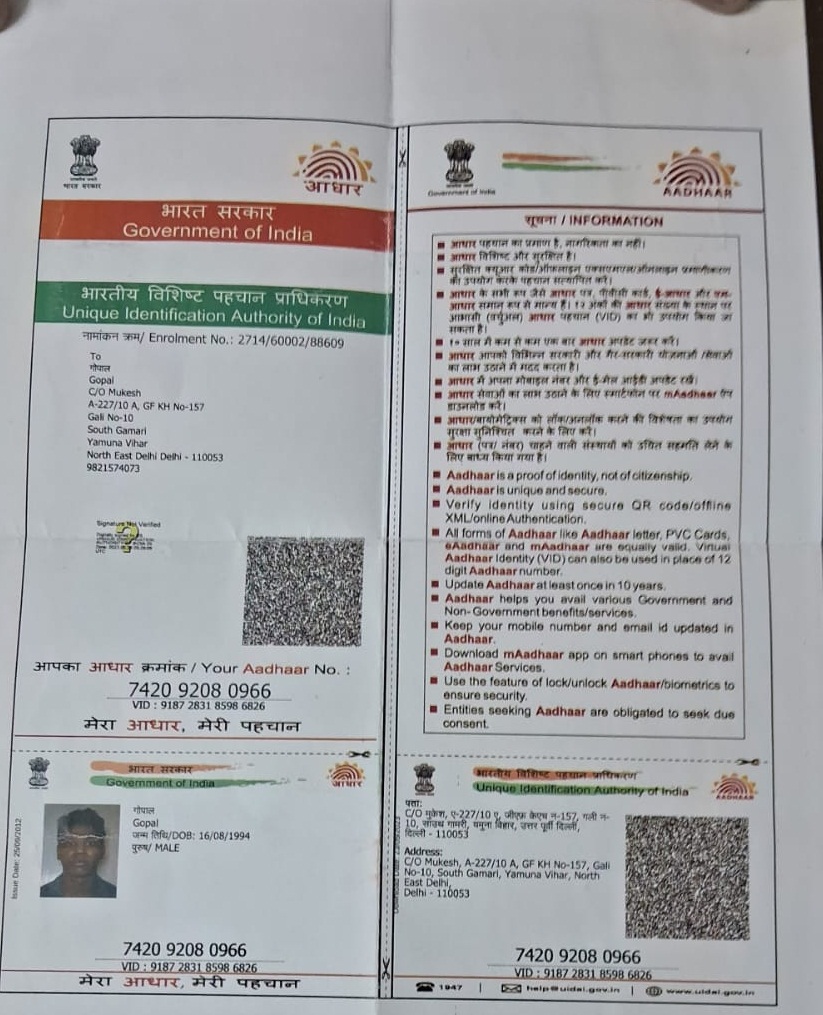 भारत सरकार
आधार
भारत सरकार
Government of India
भारतीय विशिष्ट पहचान प्राधिकरण
Unique Identification Authority of India
नामांकन क्रम/ Enrolment No.: 2714/60002/88609
To
गोपाल
Gopal
C/O Mukesh
A-227/10 A, GF KH No-157
Gali No-10
South Gamari
Yamuna Vihar
North East Delhi Delhi - 110053
9821574073
Signature Not Verified
आपका आधार क्रमांक / Your Aadhaar No. :
7420 9208 0966
VID : 9187 2831 8598 6826
मेरा आधार, मेरी पहचान
Government of India
AADHAAR
सूचना / INFORMATION
आधार पहचान का प्रमाण है, नागरिकता का नहीं।
आधार विशिष्ट और सुरक्षित है।
सुरक्षित क्यूआर कोड/ऑफलाइन एक्सएमएल/ऑनलाइन प्रमाणीकरण
का उपयोग करके पहचान सत्यापित करें।
आधार के सभी रूप जैसे आधार पत्र, पीवीसी कार्ड, ई-आधार और एम-
आधार समान रूप से मान्य हैं। १२ अंकों की आधार संख्या के स्थान पर
आभासी (वर्चुअल) आधार पहचान (VID) का भी उपयोग किया जा
सकता है।
१० साल में कम से कम एक बार आधार अपडेट जरूर करें।
आधार आपको विभिन्न सरकारी और गैर-सरकारी योजनाओं /सेवाओं
का लाभ उठाने में मदद करता है।
आधार में अपना मोबाइल नंबर और ई-मेल आईडी अपडेट रखें।
आधार सेवाओं का लाभ उठाने के लिए स्मार्टफोन पर mAadhaar ऐप
डाउनलोड करें।
आधार/बायोमेट्रिक्स को लॉक/अनलॉक करने की विशेषता का उपयोग
सुरक्षा सुनिश्चित करने के लिए करें।
आधार (पत्र/ नंबर) चाहने वाली संस्थाओं को उचित सहमति लेने के
लिए बाध्य किया गया है।
Aadhaar is a proof of identity, not of citizenship.
Aadhaar is unique and secure.
Verify identity using secure QR code/offline
XML/online Authentication.
All forms of Aadhaar like Aadhaar letter, PVC Cards,
eAadhaar and mAadhaar are equally valid. Virtual
Aadhaar Identity (VID) can also be used in place of 12
digit Aadhaar number.
Update Aadhaar at least once in 10 years.
Aadhaar helps you avail various Government and
Non- Government benefits/services.
Keep your mobile number and email id updated in
Aadhaar.
Download mAadhaar app on smart phones to avail
Aadhaar Services.
Use the feature of lock/unlock Aadhaar/biometrics to
ensure security.
Entities seeking Aadhaar are obligated to seek due
consent.
भारत सरकार
Government of India
आधार
Issue Date: 25/09/2012
गोपाल
Gopal
जन्म तिथि/DOB: 16/08/1994
पुरुष/ MALE
7420 9208 0966
VID : 9187 2831 8598 6826
मेरा आधार, मेरी पहचान
भारतीय विशिष्ट पहचान प्राधिकरण
Unique Identification Authority of India
AADHAAR
पता:
C/O मुकेश, ए-227/10 ए, जीएफ़ केएच न-157, गली न-
10, साउथ गामरी, यमुना विहार, उत्तर पूर्वी दिल्ली,
दिल्ली - 110053
Address:
C/O Mukesh, A-227/10 A, GF KH No-157, Gali
No-10, South Gamari, Yamuna Vihar, North
East Delhi,
Delhi - 110053
7420 9208 0966
VID : 9187 2831 8598 6826
1947 | help@uidai.gov.in | www.uidai.gov.in